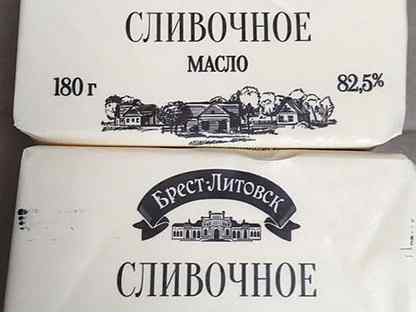 СЛИВОЧНОЕ
МАСЛО
180 г
82,5%
БРЕСТ-ЛИТОВСК
СЛИВОЧНОЕ